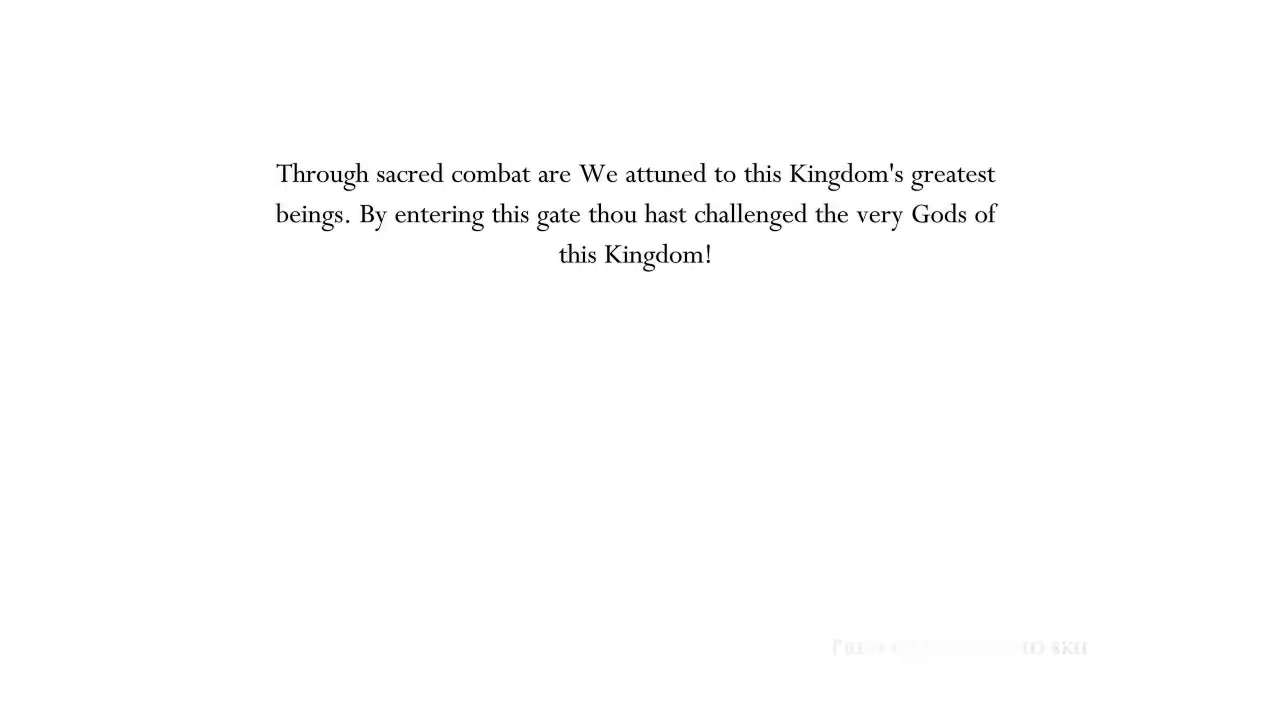 Through sacred combat are We attuned to this Kingdom's greatest
beings. By entering this gate thou hast challenged the very Gods of
this Kingdom!